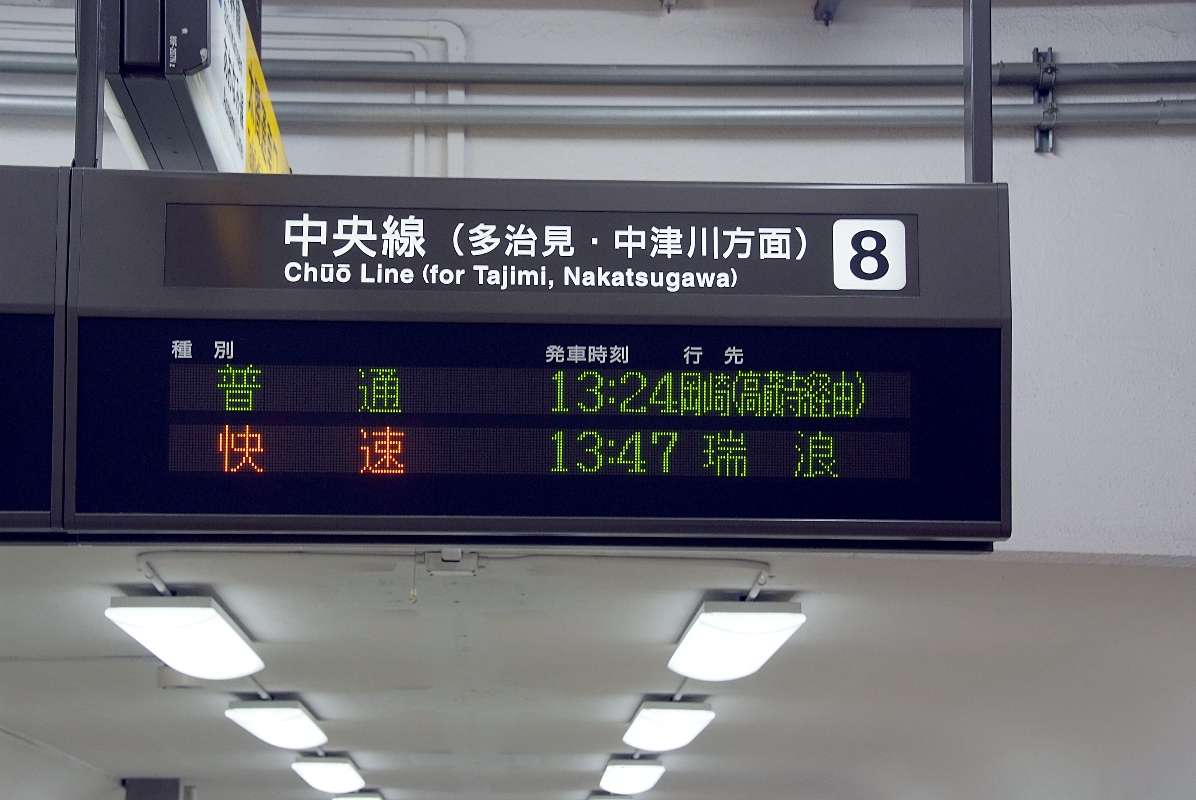 中央線（多治見・中津川方面） 8
Chūō Line (for Tajimi, Nakatsugawa)
種別 発車時刻 行先
普通 13:24 岡崎(高蔵寺経由)
快速 13:47 瑞浪